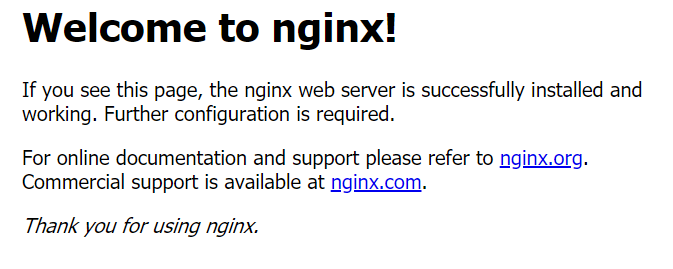 Welcome to nginx!
If you see this page, the nginx web server is successfully installed and
working. Further configuration is required.
For online documentation and support please refer to nginx.org.
Commercial support is available at nginx.com.
Thank you for using nginx.